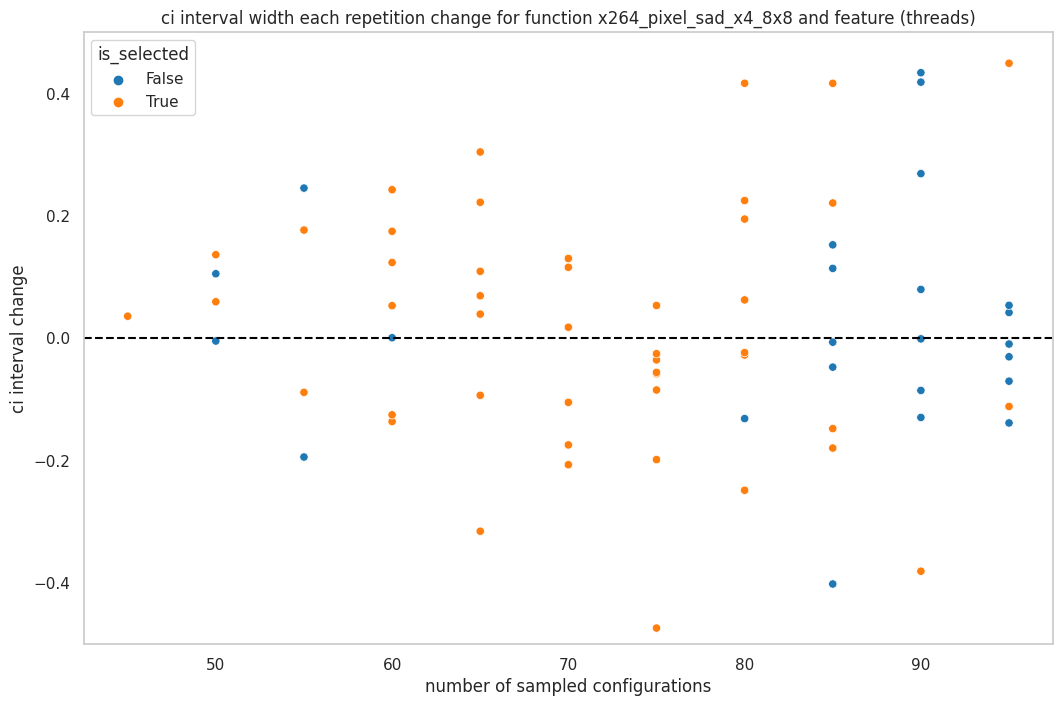 ci interval width each repetition change for function x264_pixel_sad_x4_8x8 and feature (threads)
is_selected
False
True
0.4
0.2
0.0
−0.2
−0.4
ci interval change
50
60
70
80
90
number of sampled configurations